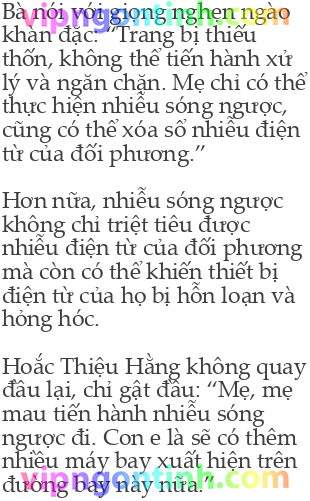 Bà nói với giọng nghẹn ngào
khàn đặc: “Trang bị thiếu
thốn, không thể tiến hành xử
lý và ngăn chặn. Mẹ chỉ có thể
thực hiện nhiễu sóng ngược,
cũng có thể xóa sổ nhiễu điện
từ của đối phương.”
Hơn nữa, nhiễu sóng ngược
không chỉ triệt tiêu được
nhiễu điện từ của đối phương
mà còn có thể khiến thiết bị
điện từ của họ bị hỗn loạn và
hỏng hóc.
Hoắc Thiệu Hằng không quay
đầu lại, chỉ gật đầu: “Mẹ, mẹ
mau tiến hành nhiễu sóng
ngược đi. Con e là sẽ có thêm
nhiều máy bay xuất hiện trên
đường bay này nữa.”
vipngontinh.com
vipngontinh.com
vipngontinh.com